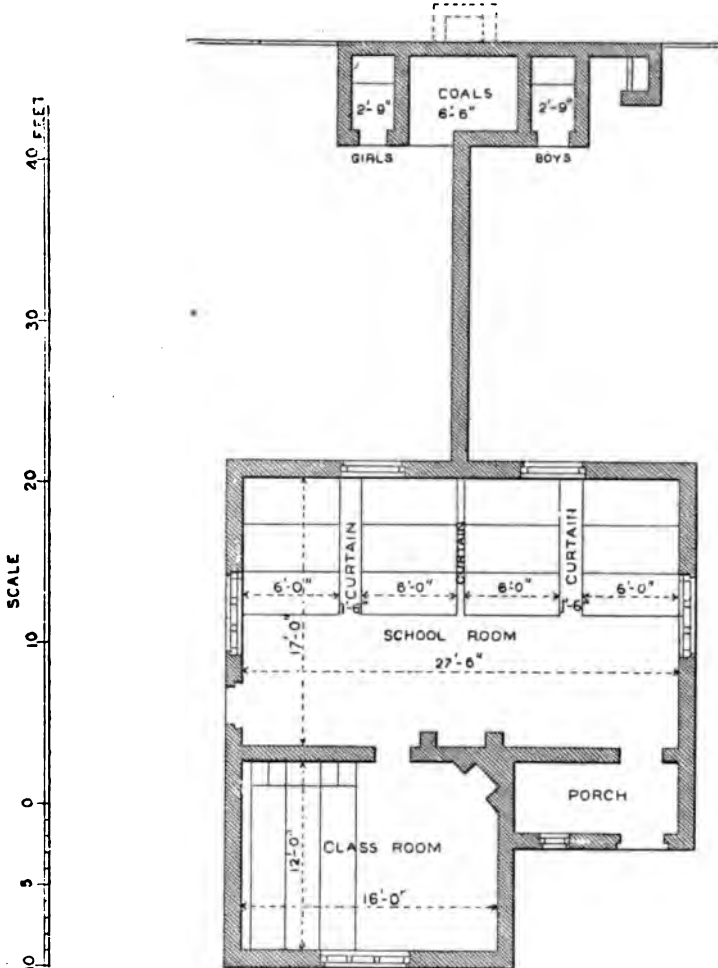 COALS
6'-6"
2'-9"
2'-9"
GIRLS
BOYS
40 FEET
30
20
SCALE
10
0
5
CURTAIN
CURTAIN
CURTAIN
6'-0"
6'-0"
6'-0"
6'-0"
1'-6"
1'-6"
17'-0"
SCHOOL ROOM
27'-6"
PORCH
12'-0"
CLASS ROOM
16'-0"